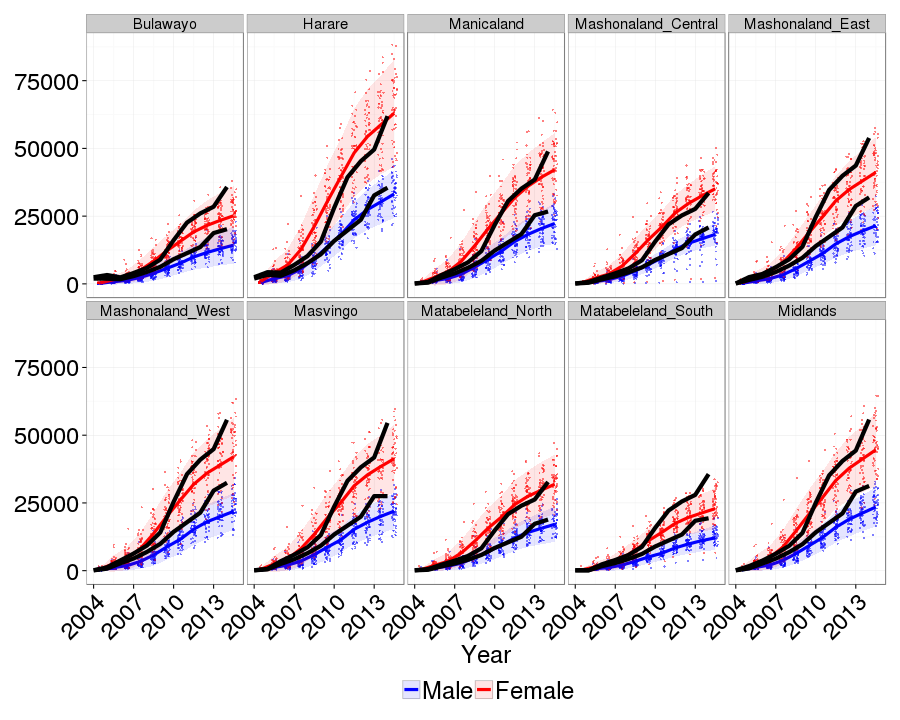 Bulawayo Harare Manicaland Mashonaland_Central Mashonaland_East
75000
50000
25000
0
Mashonaland_West Masvingo Matabeleland_North Matabeleland_South Midlands
75000
50000
25000
0
2004 2007 2010 2013 2004 2007 2010 2013 2004 2007 2010 2013 2004 2007 2010 2013 2004 2007 2010 2013
Year
Male Female